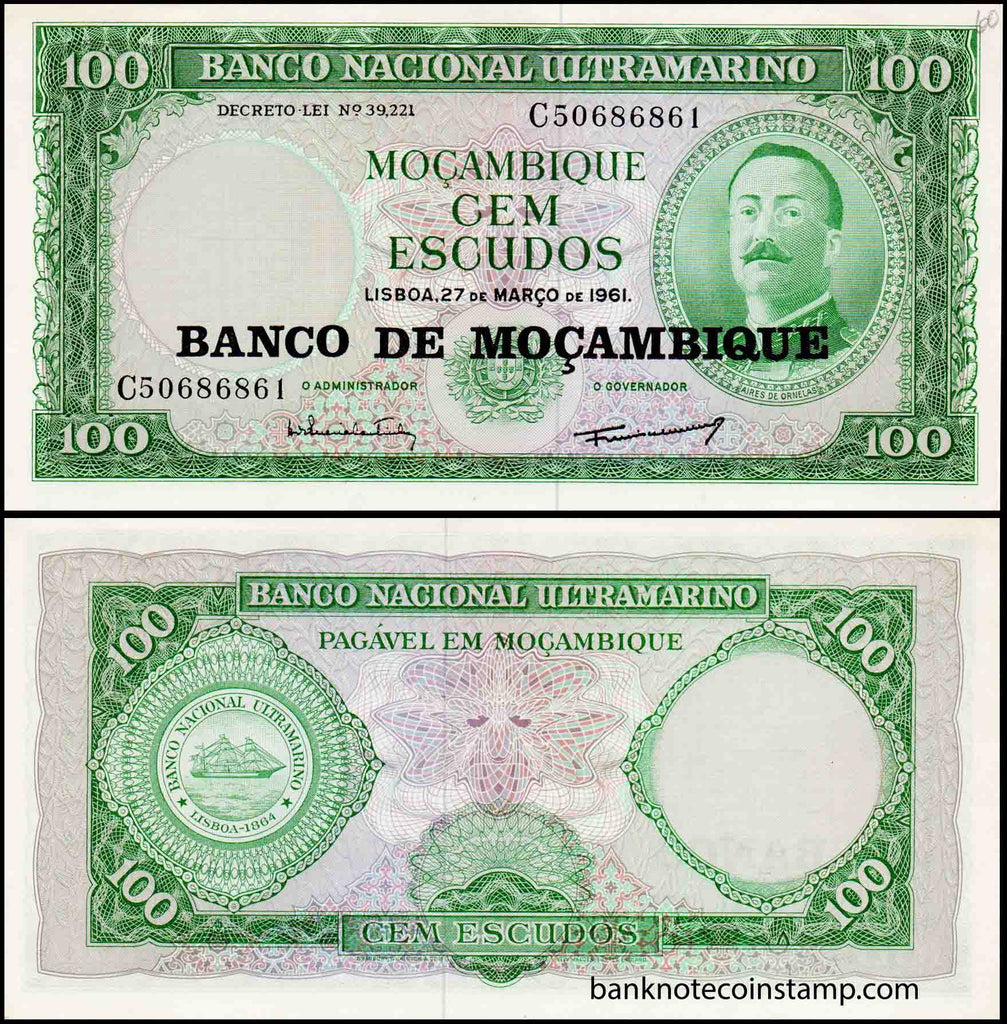 60
100 BANCO NACIONAL ULTRAMARINO 100
DECRETO-LEI Nº 39,221
C50686861
MOÇAMBIQUE
CEM
ESCUDOS
LISBOA, 27 DE MARÇO DE 1961.
BANCO DE MOÇAMBIQUE
C50686861
O ADMINISTRADOR
O GOVERNADOR
AIRES DE ORNELAS
100 100
BANCO NACIONAL ULTRAMARINO
100 100
PAGÁVEL EM MOÇAMBIQUE
BANCO NACIONAL ULTRAMARINO
LISBOA-1864
100 100
CEM ESCUDOS
banknotecoinstamp.com